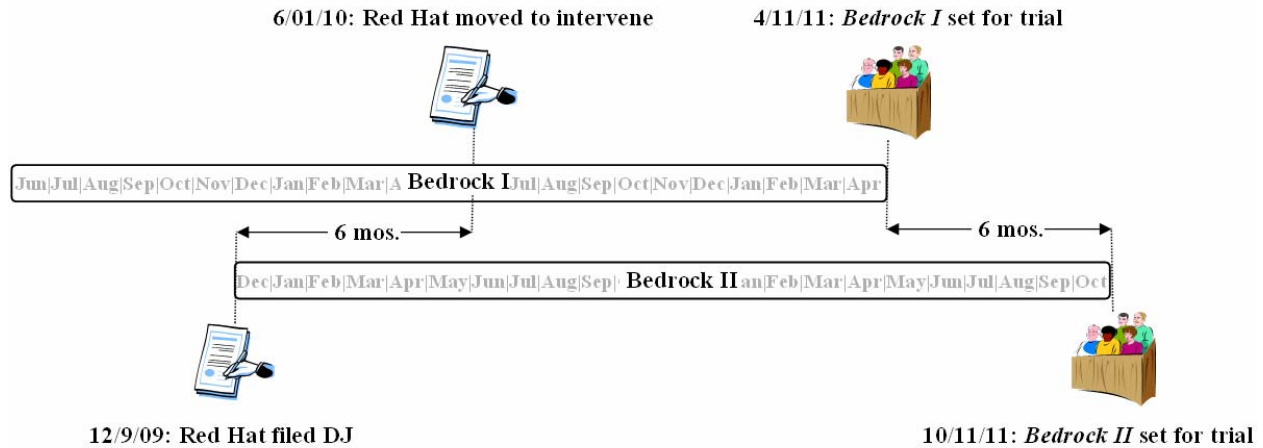 6/01/10: Red Hat moved to intervene 4/11/11: Bedrock I set for trial
Jun|Jul|Aug|Sep|Oct|Nov|Dec|Jan|Feb|Mar|A Bedrock I Jul|Aug|Sep|Oct|Nov|Dec|Jan|Feb|Mar|Apr
6 mos. 6 mos.
Dec|Jan|Feb|Mar|Apr|May|Jun|Jul|Aug|Sep| Bedrock II an|Feb|Mar|Apr|May|Jun|Jul|Aug|Sep|Oct
12/9/09: Red Hat filed DJ 10/11/11: Bedrock II set for trial